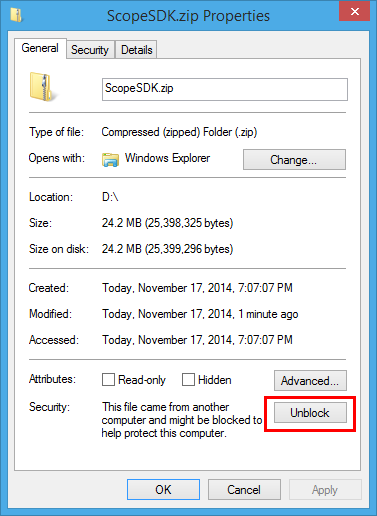 ScopeSDK.zip Properties
General Security Details
ScopeSDK.zip
Type of file: Compressed (zipped) Folder (.zip)
Opens with: Windows Explorer Change...
Location: D:\
Size: 24.2 MB (25,398,325 bytes)
Size on disk: 24.2 MB (25,399,296 bytes)
Created: Today, November 17, 2014, 7:07:07 PM
Modified: Today, November 17, 2014, 1 minute ago
Accessed: Today, November 17, 2014, 7:07:07 PM
Attributes: Read-only Hidden Advanced...
Security: This file came from another
computer and might be blocked to
help protect this computer.
Unblock
OK Cancel Apply